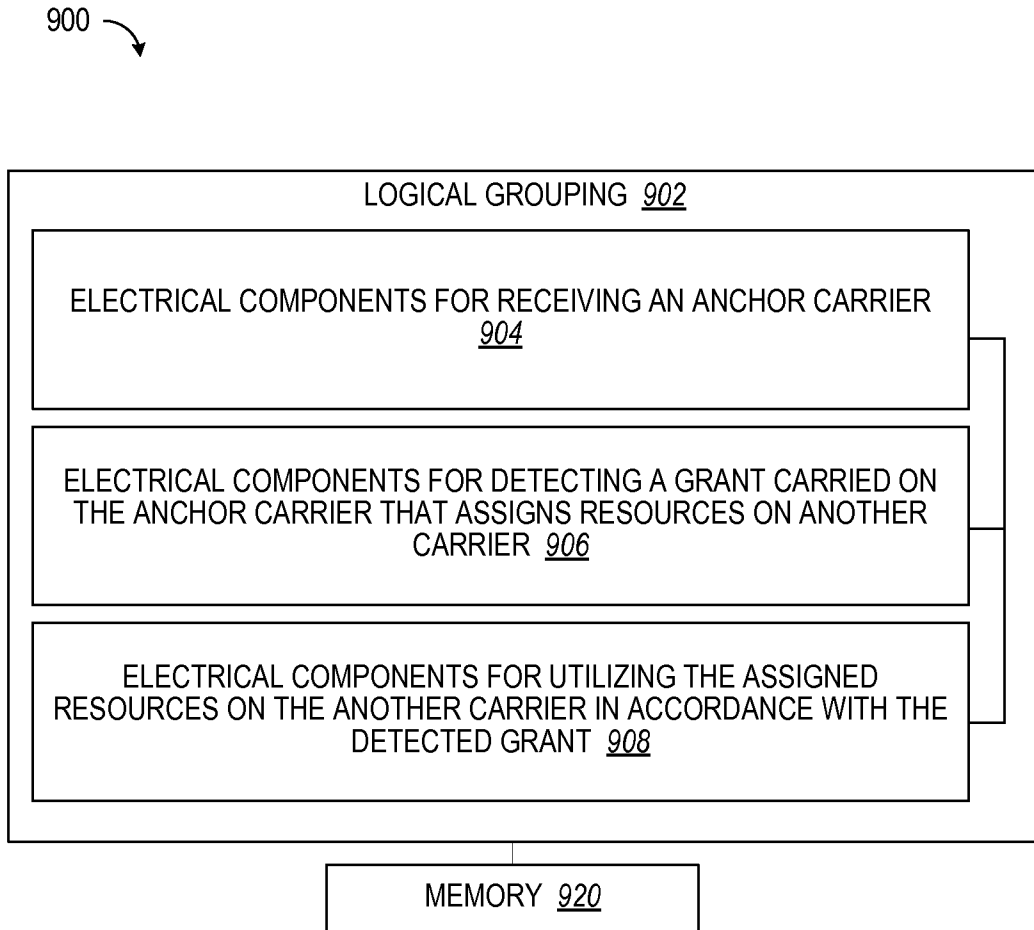 900
LOGICAL GROUPING 902
ELECTRICAL COMPONENTS FOR RECEIVING AN ANCHOR CARRIER
904
ELECTRICAL COMPONENTS FOR DETECTING A GRANT CARRIED ON
THE ANCHOR CARRIER THAT ASSIGNS RESOURCES ON ANOTHER
CARRIER 906
ELECTRICAL COMPONENTS FOR UTILIZING THE ASSIGNED
RESOURCES ON THE ANOTHER CARRIER IN ACCORDANCE WITH THE
DETECTED GRANT 908
MEMORY 920